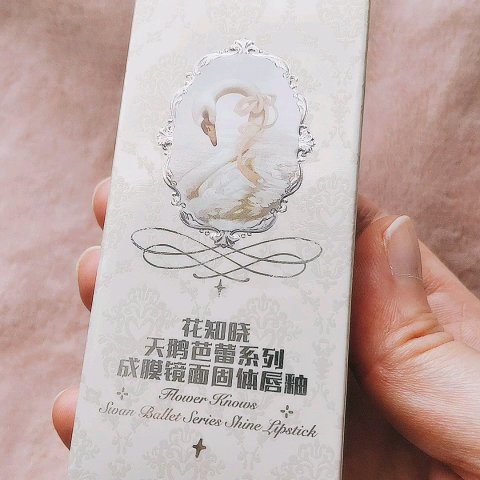 花知晓
天鹅芭蕾系列
成膜镜面固体唇釉
Flower Knows
Swan Ballet Series Shine Lipstick